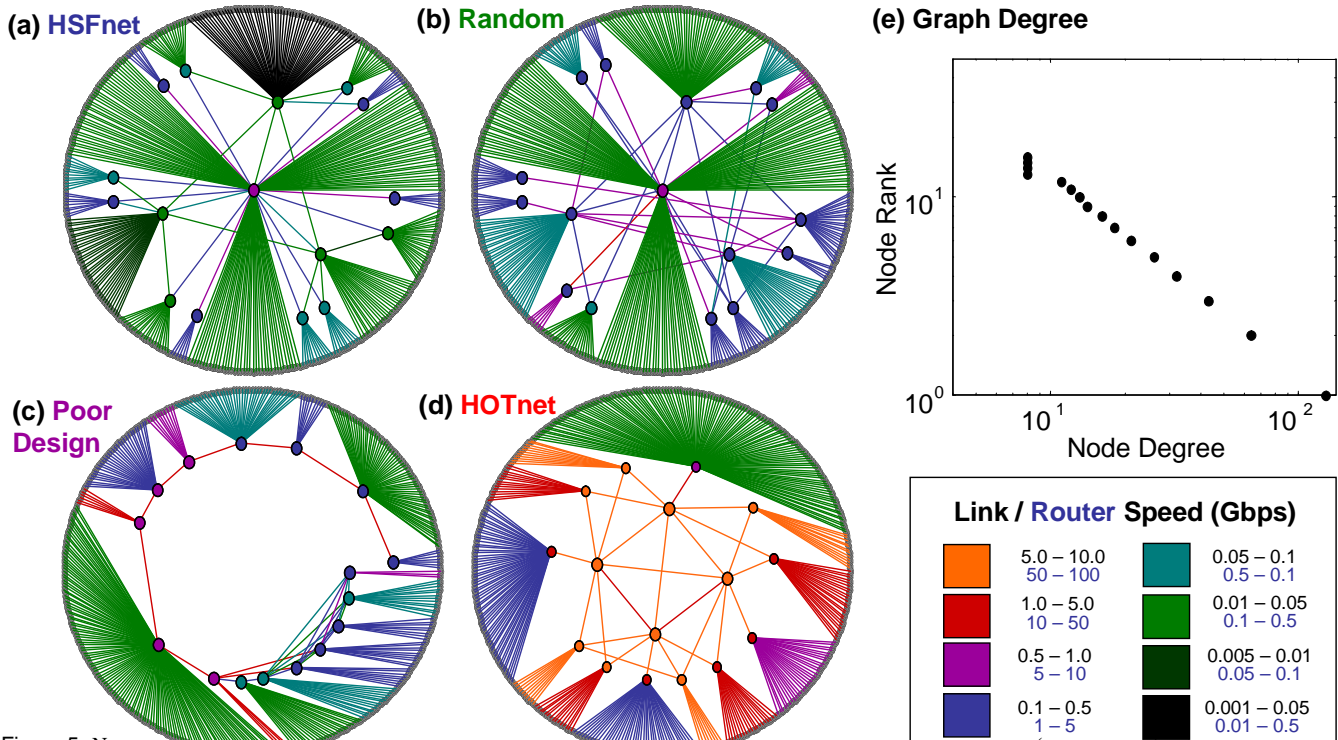 (a) HSFnet
(b) Random
(e) Graph Degree
(c) Poor Design
(d) HOTnet
Node Rank
10^1
10^0
10^1
10^2
Node Degree
Link / Router Speed (Gbps)
5.0 – 10.0
50 – 100
1.0 – 5.0
10 – 50
0.5 – 1.0
5 – 10
0.1 – 0.5
1 – 5
0.05 – 0.1
0.5 – 0.1
0.01 – 0.05
0.1 – 0.5
0.005 – 0.01
0.05 – 0.1
0.001 – 0.05
0.01 – 0.5